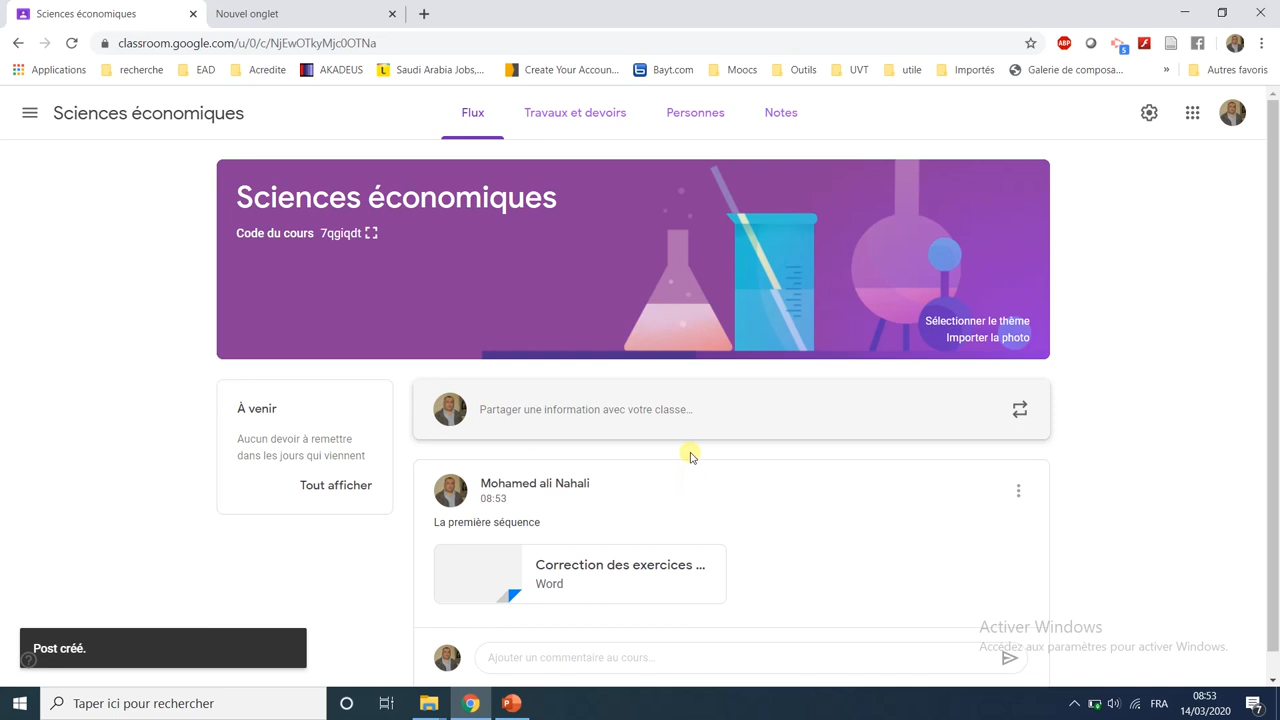 Sciences économiques
Nouvel onglet
classroom.google.com/u/0/c/NjEwOTkyMjc0OTNa
Applications
recherche
EAD
Acredite
AKADEUS
Saudi Arabia Jobs,...
Create Your Accoun...
Bayt.com
Moocs
Outils
UVT
utile
Importés
Galerie de composa...
»
Autres favoris
ABP
5
Sciences économiques
Flux
Travaux et devoirs
Personnes
Notes
Sciences économiques
Code du cours 7qgiqdt
Sélectionner le thème
Importer la photo
À venir
Aucun devoir à remettre
dans les jours qui viennent
Tout afficher
Partager une information avec votre classe…
Mohamed ali Nahali
08:53
La première séquence
Correction des exercices ...
Word
Ajouter un commentaire au cours…
Post créé.
Activer Windows
Accédez aux paramètres pour activer Windows.
Taper ici pour rechercher
FRA
08:53
14/03/2020
7